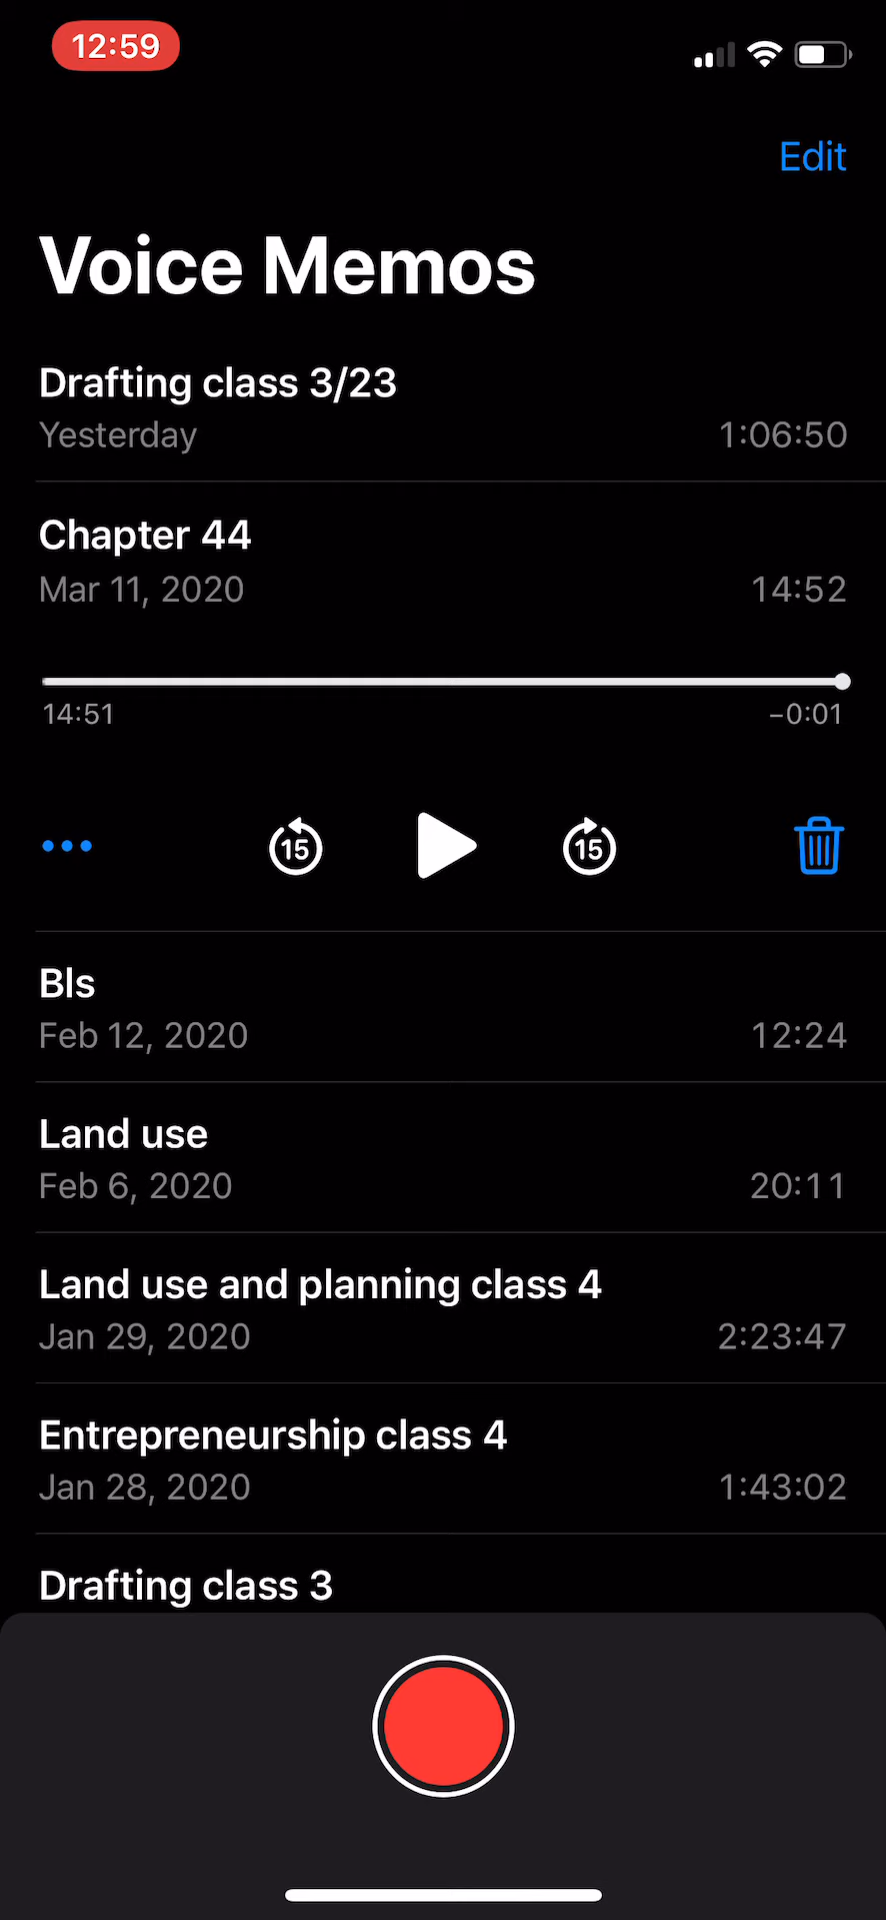 12:59
Edit
Voice Memos
Drafting class 3/23
Yesterday 1:06:50
Chapter 44
Mar 11, 2020 14:52
14:51 −0:01
15 15
Bls
Feb 12, 2020 12:24
Land use
Feb 6, 2020 20:11
Land use and planning class 4
Jan 29, 2020 2:23:47
Entrepreneurship class 4
Jan 28, 2020 1:43:02
Drafting class 3